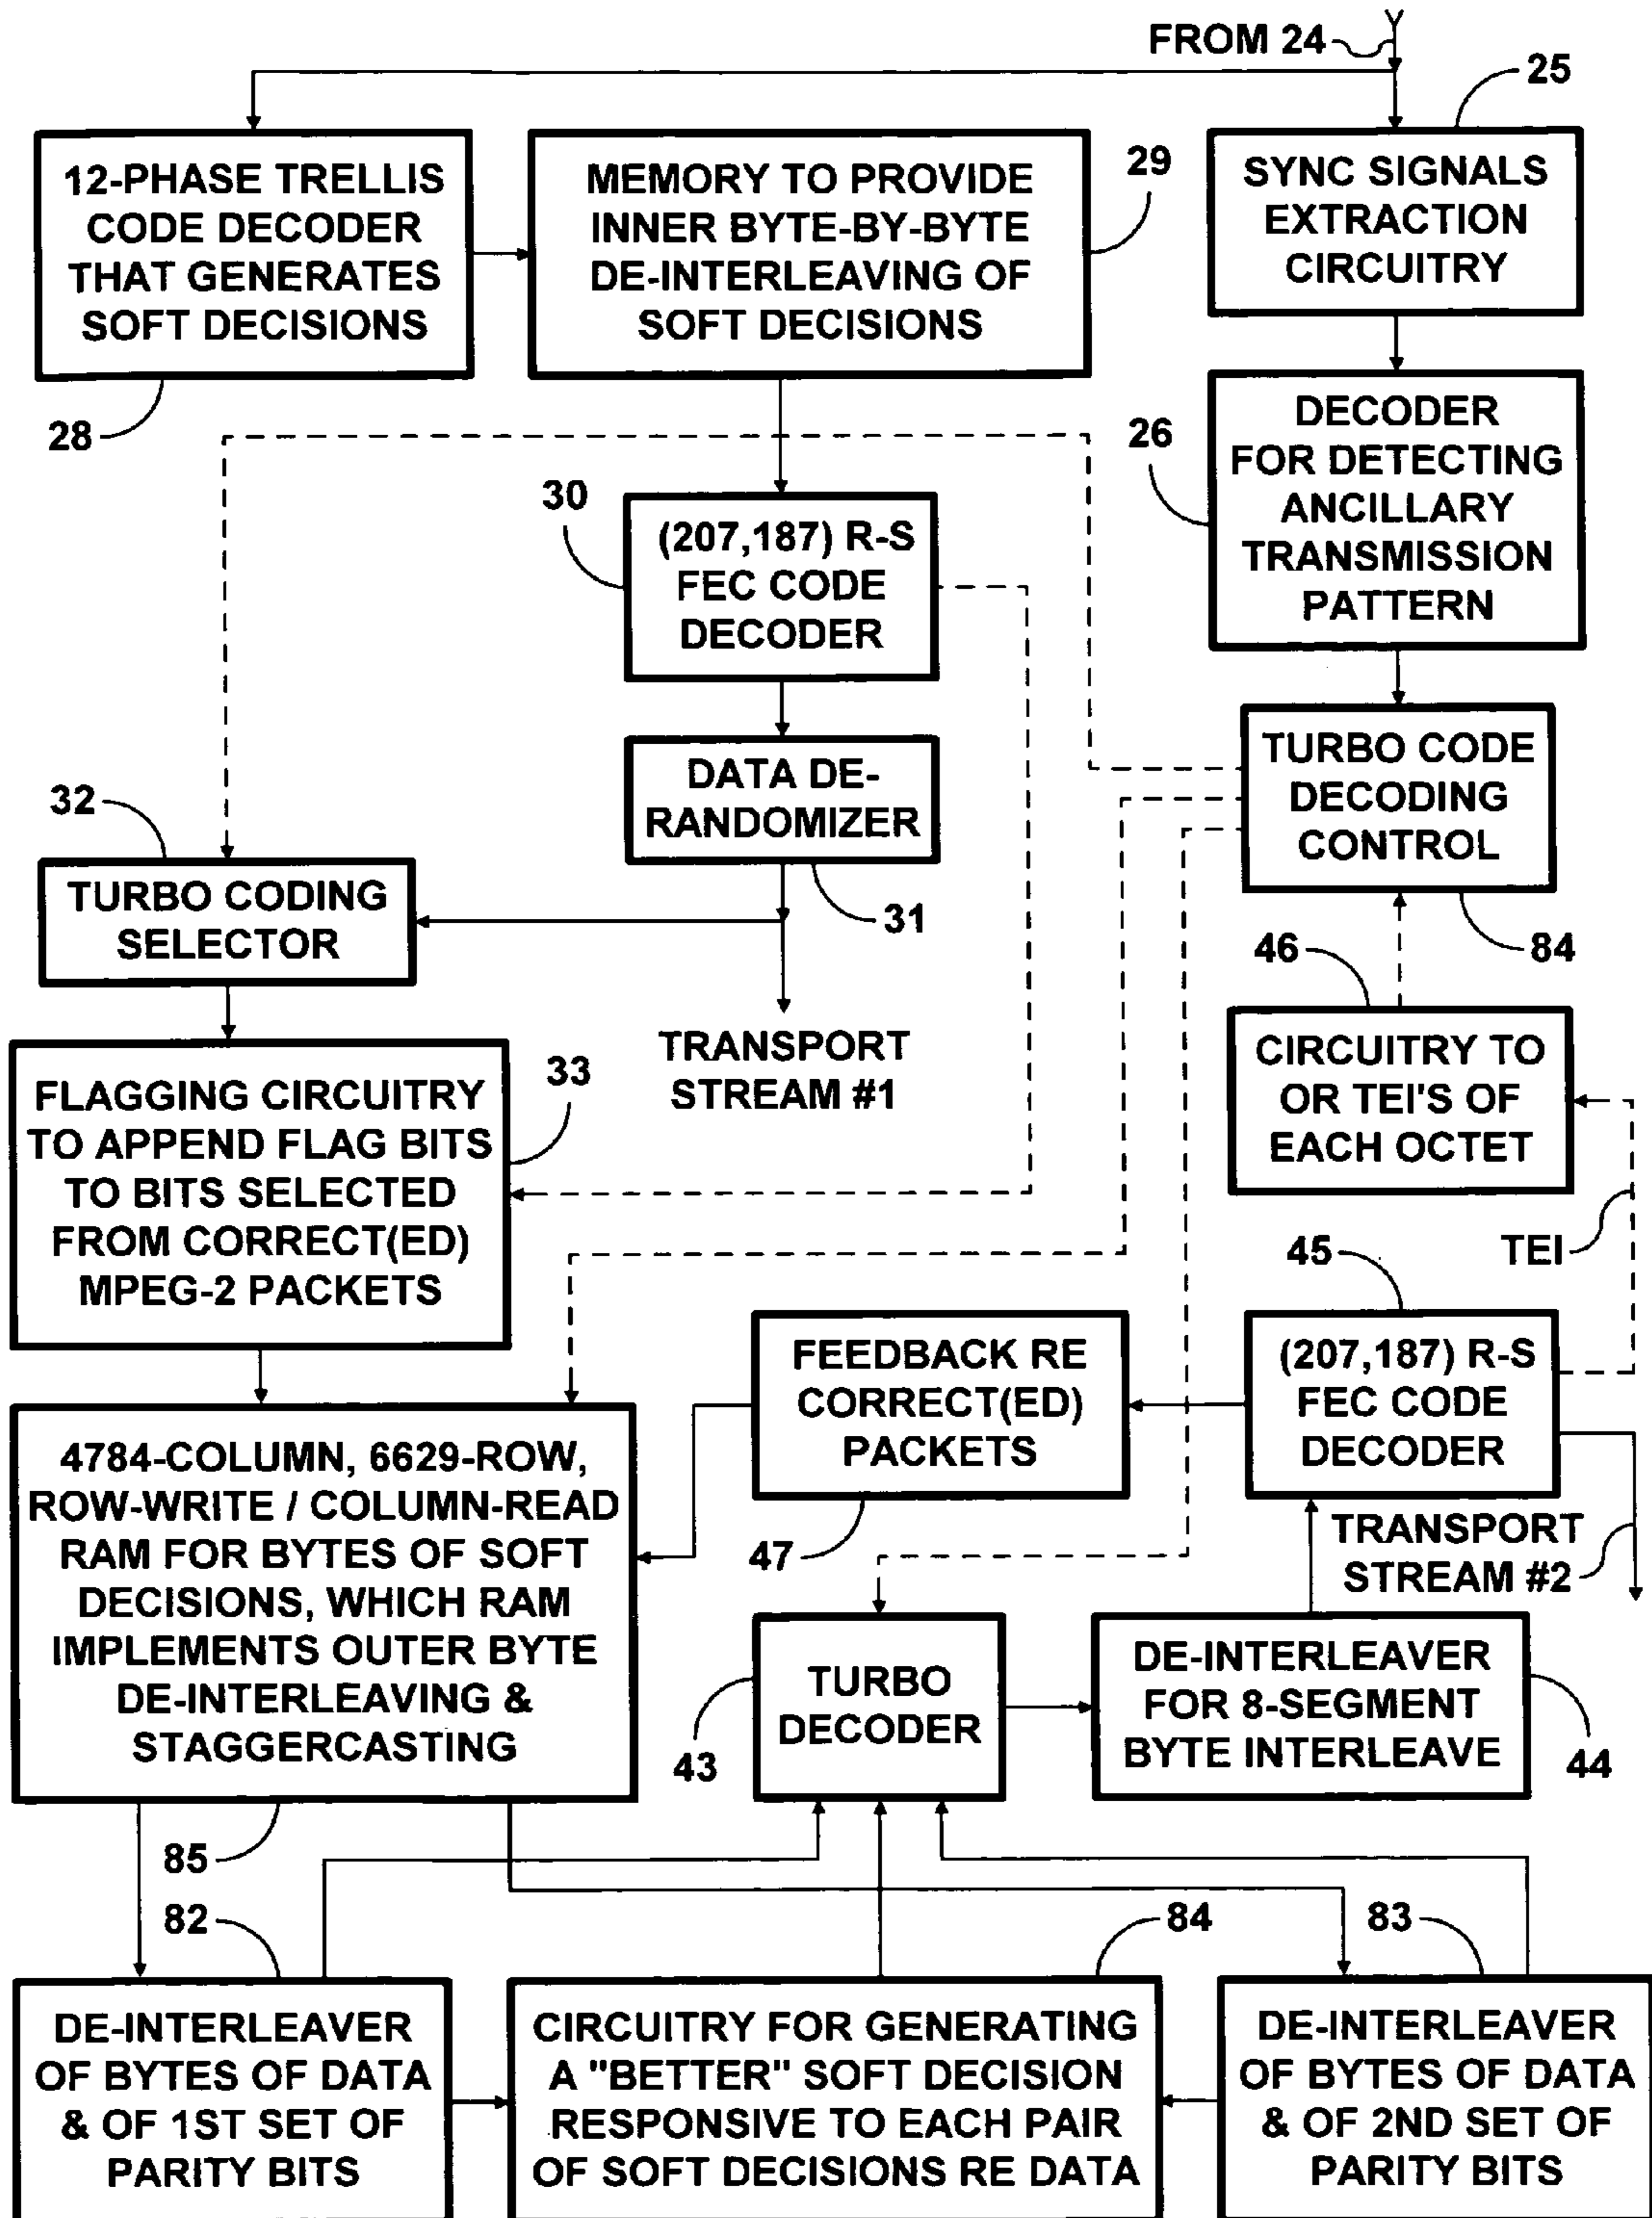 FROM 24
25
12-PHASE TRELLIS
CODE DECODER
THAT GENERATES
SOFT DECISIONS
28
MEMORY TO PROVIDE
INNER BYTE-BY-BYTE
DE-INTERLEAVING OF
SOFT DECISIONS
29
SYNC SIGNALS
EXTRACTION
CIRCUITRY
26
DECODER
FOR DETECTING
ANCILLARY
TRANSMISSION
PATTERN
30
(207,187) R-S
FEC CODE
DECODER
TURBO CODE
DECODING
CONTROL
84
DATA DE-
RANDOMIZER
31
32
TURBO CODING
SELECTOR
TRANSPORT
STREAM #1
46
CIRCUITRY TO
OR TEI'S OF
EACH OCTET
33
FLAGGING CIRCUITRY
TO APPEND FLAG BITS
TO BITS SELECTED
FROM CORRECT(ED)
MPEG-2 PACKETS
TEI
45
(207,187) R-S
FEC CODE
DECODER
FEEDBACK RE
CORRECT(ED)
PACKETS
47
TRANSPORT
STREAM #2
4784-COLUMN, 6629-ROW,
ROW-WRITE / COLUMN-READ
RAM FOR BYTES OF SOFT
DECISIONS, WHICH RAM
IMPLEMENTS OUTER BYTE
DE-INTERLEAVING &
STAGGERCASTING
85
TURBO
DECODER
43
DE-INTERLEAVER
FOR 8-SEGMENT
BYTE INTERLEAVE
44
82
DE-INTERLEAVER
OF BYTES OF DATA
& OF 1ST SET OF
PARITY BITS
84
CIRCUITRY FOR GENERATING
A "BETTER" SOFT DECISION
RESPONSIVE TO EACH PAIR
OF SOFT DECISIONS RE DATA
83
DE-INTERLEAVER
OF BYTES OF DATA
& OF 2ND SET OF
PARITY BITS